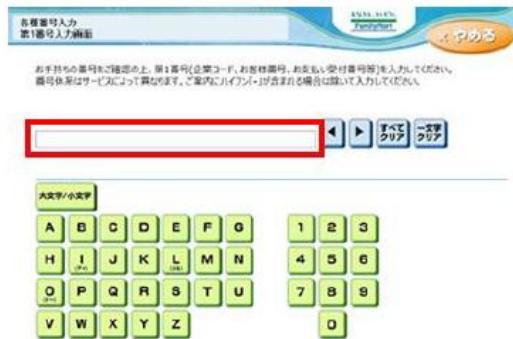 各種番号入力
第1番号入力画面
FamilyMart
×やめる
お手持ちの番号をご確認の上、第1番号(企業コード、お客様番号、お支払い受付番号等)を入力してください。
番号体系はサービスによって異なります。ご案内にハイフン「-」が含まれる場合は除いて入力してください。
◀ ▶ すべてクリア 一文字クリア
大文字/小文字
A B C D E F G 1 2 3
H I J K L M N 4 5 6
O P Q R S T U 7 8 9
V W X Y Z 0